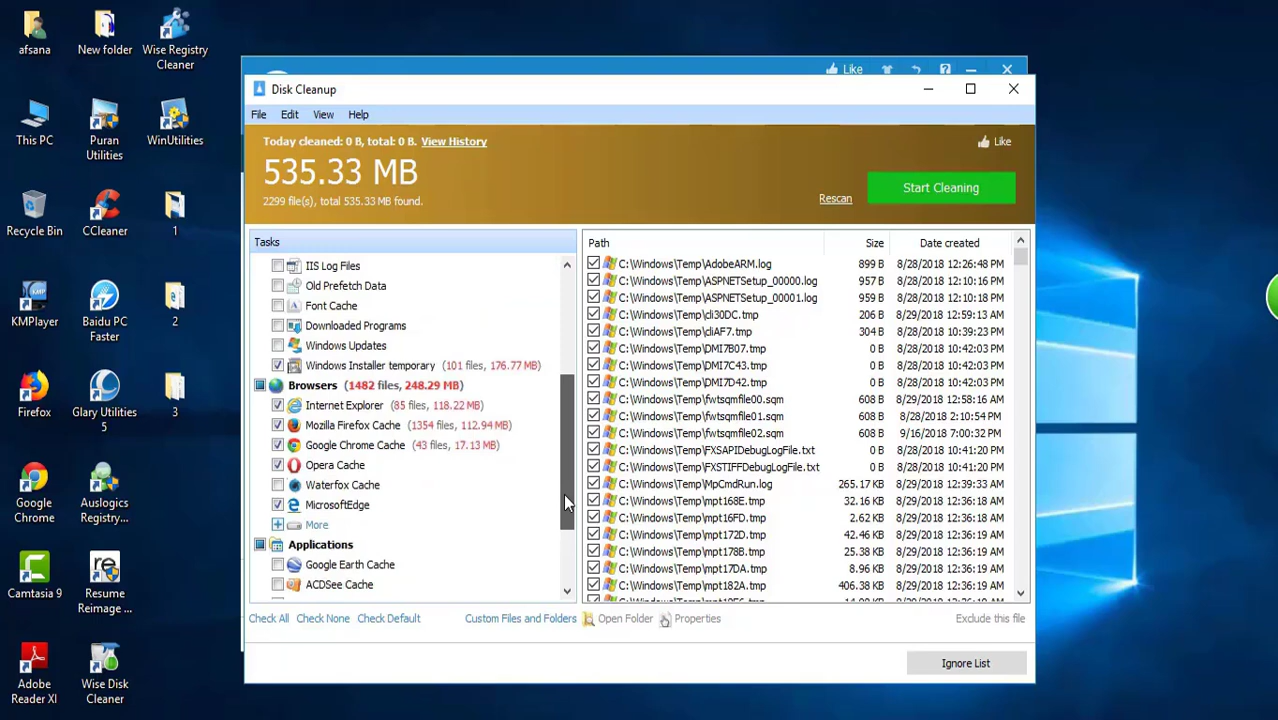 afsana
New folder
Wise Registry
Cleaner
This PC
Puran
Utilities
WinUtilities
Recycle Bin
CCleaner
1
KMPlayer
Baidu PC
Faster
2
Firefox
Glary Utilities
5
3
Google
Chrome
Auslogics
Registry...
Camtasia 9
Resume
Reimage ...
Adobe
Reader XI
Wise Disk
Cleaner
Like
Disk Cleanup
File Edit View Help
Today cleaned: 0 B, total: 0 B. View History
Like
535.33 MB
2299 file(s), total 535.33 MB found.
Rescan
Start Cleaning
Tasks
IIS Log Files
Old Prefetch Data
Font Cache
Downloaded Programs
Windows Updates
Windows Installer temporary (101 files, 176.77 MB)
Browsers (1482 files, 248.29 MB)
Internet Explorer (85 files, 118.22 MB)
Mozilla Firefox Cache (1354 files, 112.94 MB)
Google Chrome Cache (43 files, 17.13 MB)
Opera Cache
Waterfox Cache
MicrosoftEdge
More
Applications
Google Earth Cache
ACDSee Cache
Path Size Date created
C:\Windows\Temp\AdobeARM.log 899 B 8/28/2018 12:26:48 PM
C:\Windows\Temp\ASPNETSetup_00000.log 957 B 8/28/2018 12:10:16 PM
C:\Windows\Temp\ASPNETSetup_00001.log 959 B 8/28/2018 12:10:18 PM
C:\Windows\Temp\cli30DC.tmp 206 B 8/29/2018 12:59:13 AM
C:\Windows\Temp\cliAF7.tmp 304 B 8/28/2018 10:39:23 PM
C:\Windows\Temp\DMI7B07.tmp 0 B 8/28/2018 10:42:03 PM
C:\Windows\Temp\DMI7C43.tmp 0 B 8/28/2018 10:42:03 PM
C:\Windows\Temp\DMI7D42.tmp 0 B 8/28/2018 10:42:03 PM
C:\Windows\Temp\fwtsqmfile00.sqm 608 B 8/29/2018 12:58:16 AM
C:\Windows\Temp\fwtsqmfile01.sqm 608 B 8/28/2018 2:10:54 PM
C:\Windows\Temp\fwtsqmfile02.sqm 608 B 9/16/2018 7:00:32 PM
C:\Windows\Temp\FXSAPIDebugLogFile.txt 0 B 8/28/2018 10:41:20 PM
C:\Windows\Temp\FXSTIFFDebugLogFile.txt 0 B 8/28/2018 10:41:20 PM
C:\Windows\Temp\MpCmdRun.log 265.17 KB 8/28/2018 12:39:33 AM
C:\Windows\Temp\mpt163E.tmp 32.16 KB 8/29/2018 12:36:18 AM
C:\Windows\Temp\mpt16FD.tmp 2.62 KB 8/29/2018 12:36:18 AM
C:\Windows\Temp\mpt172D.tmp 42.46 KB 8/29/2018 12:36:19 AM
C:\Windows\Temp\mpt178B.tmp 25.38 KB 8/29/2018 12:36:19 AM
C:\Windows\Temp\mpt17DA.tmp 8.96 KB 8/29/2018 12:36:19 AM
C:\Windows\Temp\mpt182A.tmp 406.38 KB 8/29/2018 12:36:19 AM
Check All Check None Check Default Custom Files and Folders Open Folder Properties Exclude this file
Ignore List